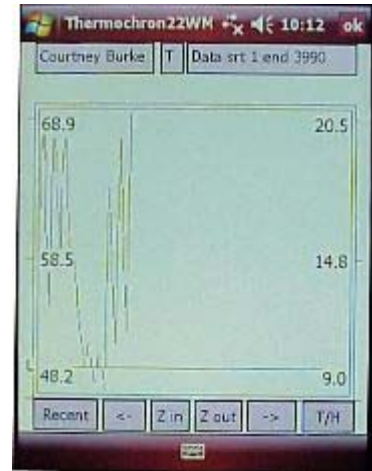 Thermochron22WM 10:12 ok
Courtney Burke T Data srt 1 end 3990
68.9 20.5
58.5 14.8
L
48.2 9.0
Recent <- Z in Z out -> T/H